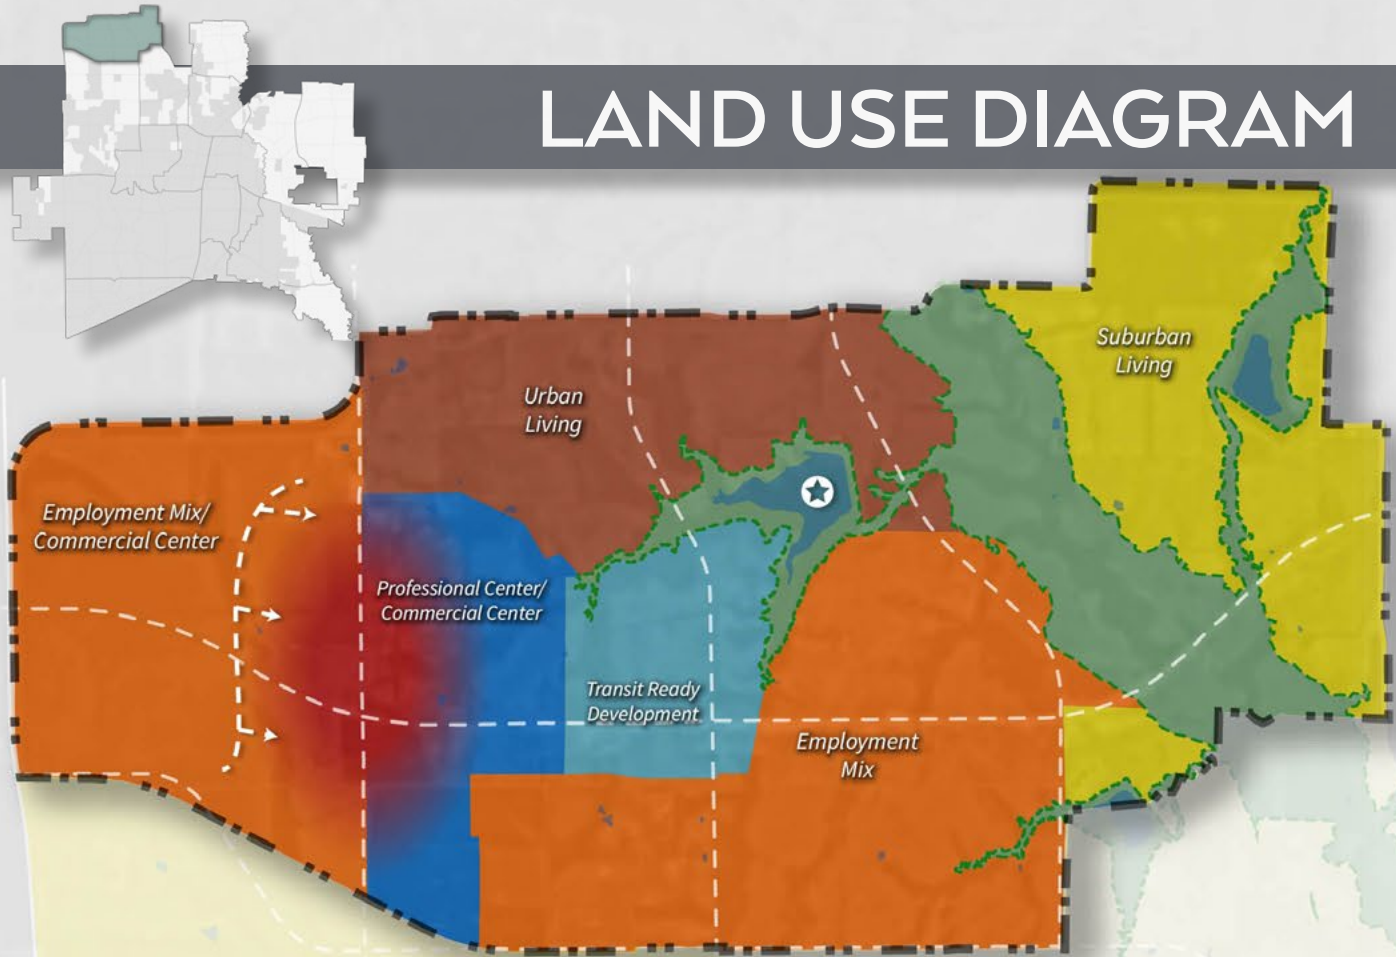 LAND USE DIAGRAM
Suburban
Living
Urban
Living
Employment Mix/
Commercial Center
Professional Center/
Commercial Center
Transit Ready
Development
Employment
Mix